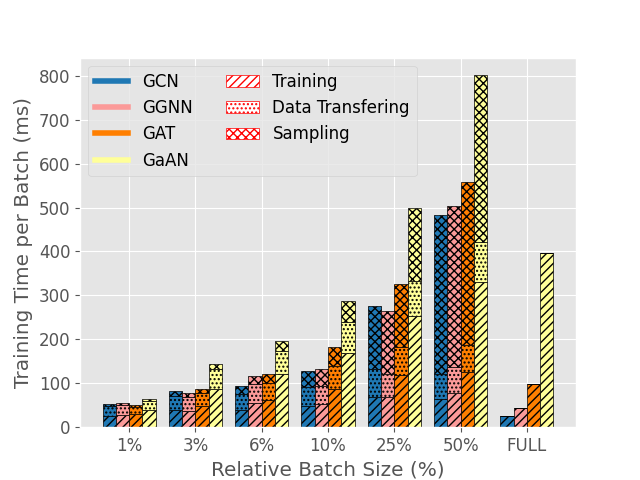 800
700
600
500
400
300
200
100
0
Training Time per Batch (ms)
GCN
GGNN
GAT
GaAN
Training
Data Transfering
Sampling
1% 3% 6% 10% 25% 50% FULL
Relative Batch Size (%)